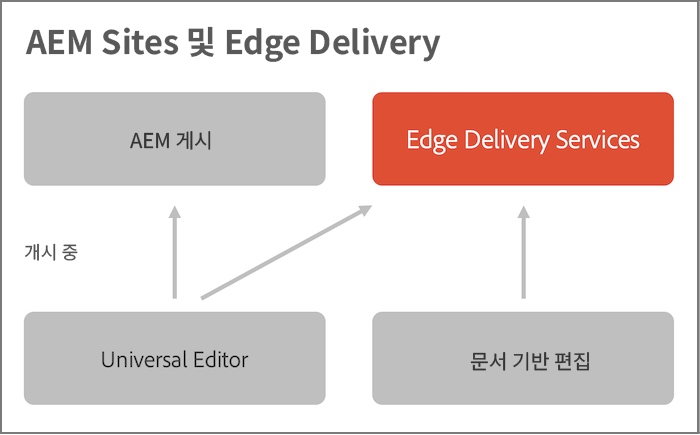 AEM Sites 및 Edge Delivery
AEM 게시
Edge Delivery Services
개시 중
Universal Editor
문서 기반 편집